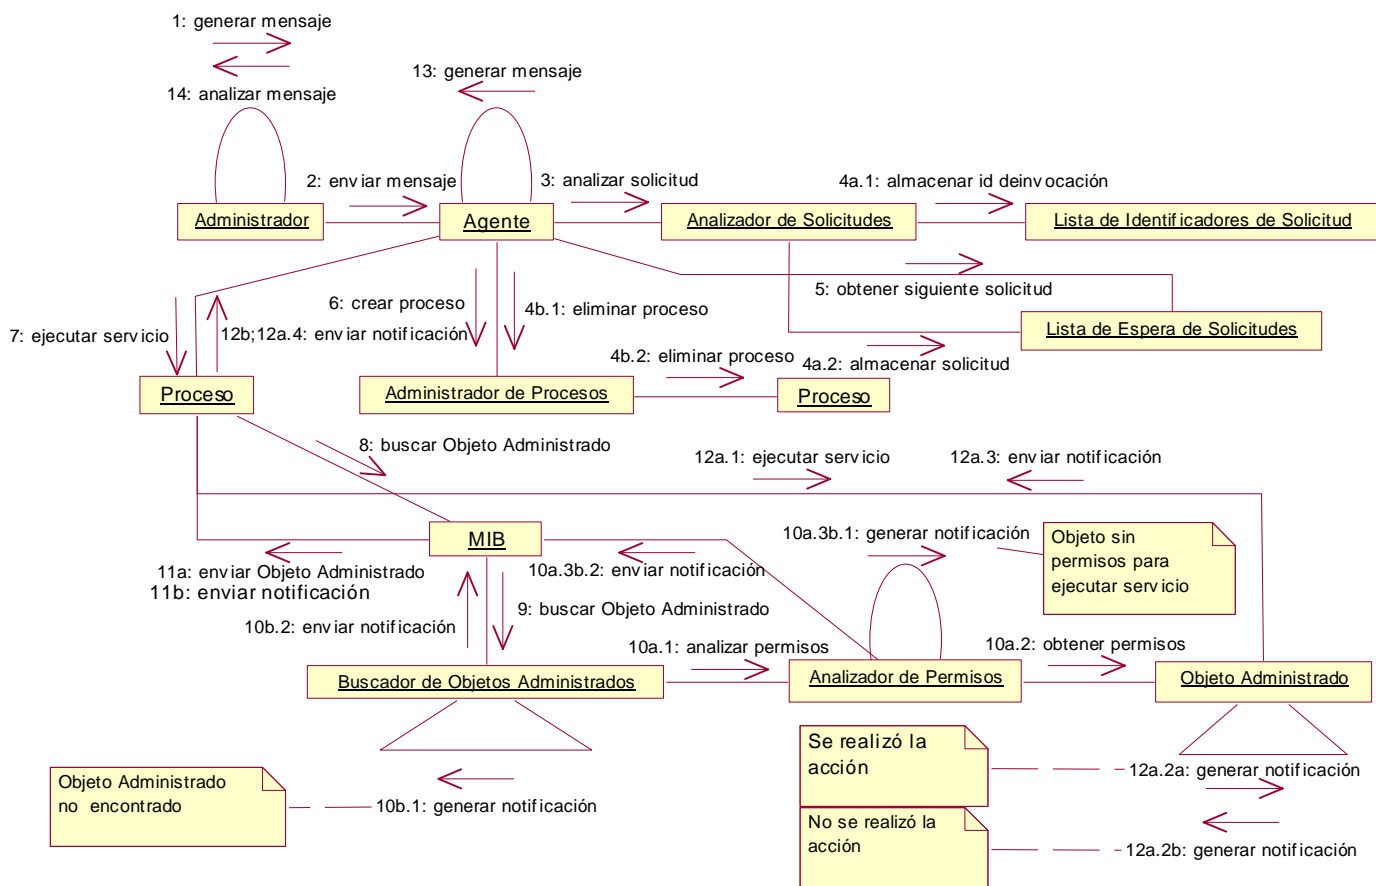 1: generar mensaje
14: analizar mensaje
13: generar mensaje
2: enviar mensaje
3: analizar solicitud
4a.1: almacenar id deinvocación
Administrador
Agente
Analizador de Solicitudes
Lista de Identificadores de Solicitud
5: obtener siguiente solicitud
6: crear proceso
4b.1: eliminar proceso
7: ejecutar servicio
12b;12a.4: enviar notificación
Lista de Espera de Solicitudes
4b.2: eliminar proceso
4a.2: almacenar solicitud
Proceso
Administrador de Procesos
Proceso
8: buscar Objeto Administrado
12a.1: ejecutar servicio
12a.3: enviar notificación
MIB
10a.3b.1: generar notificación
Objeto sin
permisos para
ejecutar servicio
11a: enviar Objeto Administrado
11b: enviar notificación
10a.3b.2: enviar notificación
9: buscar Objeto Administrado
10b.2: enviar notificación
10a.1: analizar permisos
10a.2: obtener permisos
Buscador de Objetos Administrados
Analizador de Permisos
Objeto Administrado
Se realizó la
acción
12a.2a: generar notificación
Objeto Administrado
no encontrado
10b.1: generar notificación
No se realizó la
acción
12a.2b: generar notificación